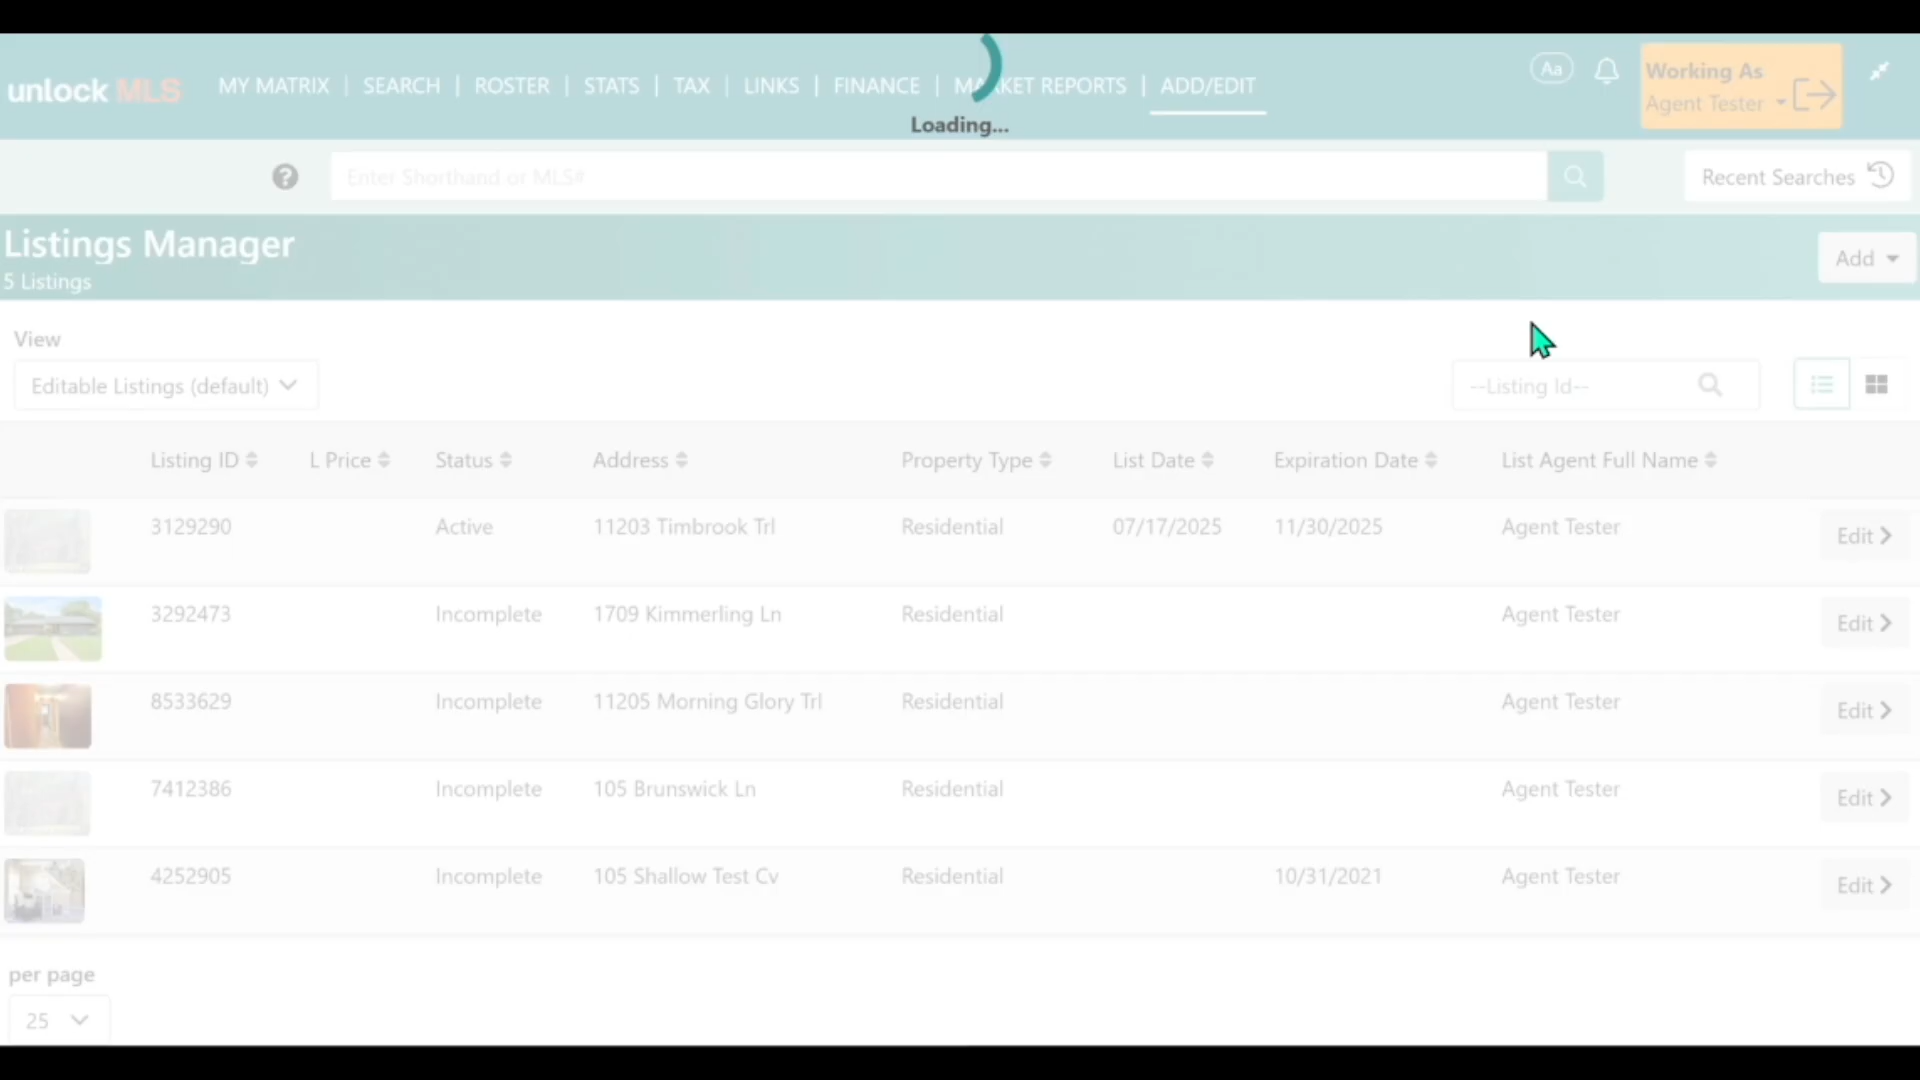 unlock MLS
MY MATRIX | SEARCH | ROSTER | STATS | TAX | LINKS | FINANCE | MARKET REPORTS | ADD/EDIT
Aa
Working As
Agent Tester
Loading...
?
Enter Shorthand or MLS#
Recent Searches
Listings Manager
5 Listings
Add
View
Editable Listings (default)
--Listing Id--
Listing ID L Price Status Address Property Type List Date Expiration Date List Agent Full Name
3129290 Active 11203 Timbrook Trl Residential 07/17/2025 11/30/2025 Agent Tester Edit
3292473 Incomplete 1709 Kimmerling Ln Residential Agent Tester Edit
8533629 Incomplete 11205 Morning Glory Trl Residential Agent Tester Edit
7412386 Incomplete 105 Brunswick Ln Residential Agent Tester Edit
4252905 Incomplete 105 Shallow Test Cv Residential 10/31/2021 Agent Tester Edit
per page
25